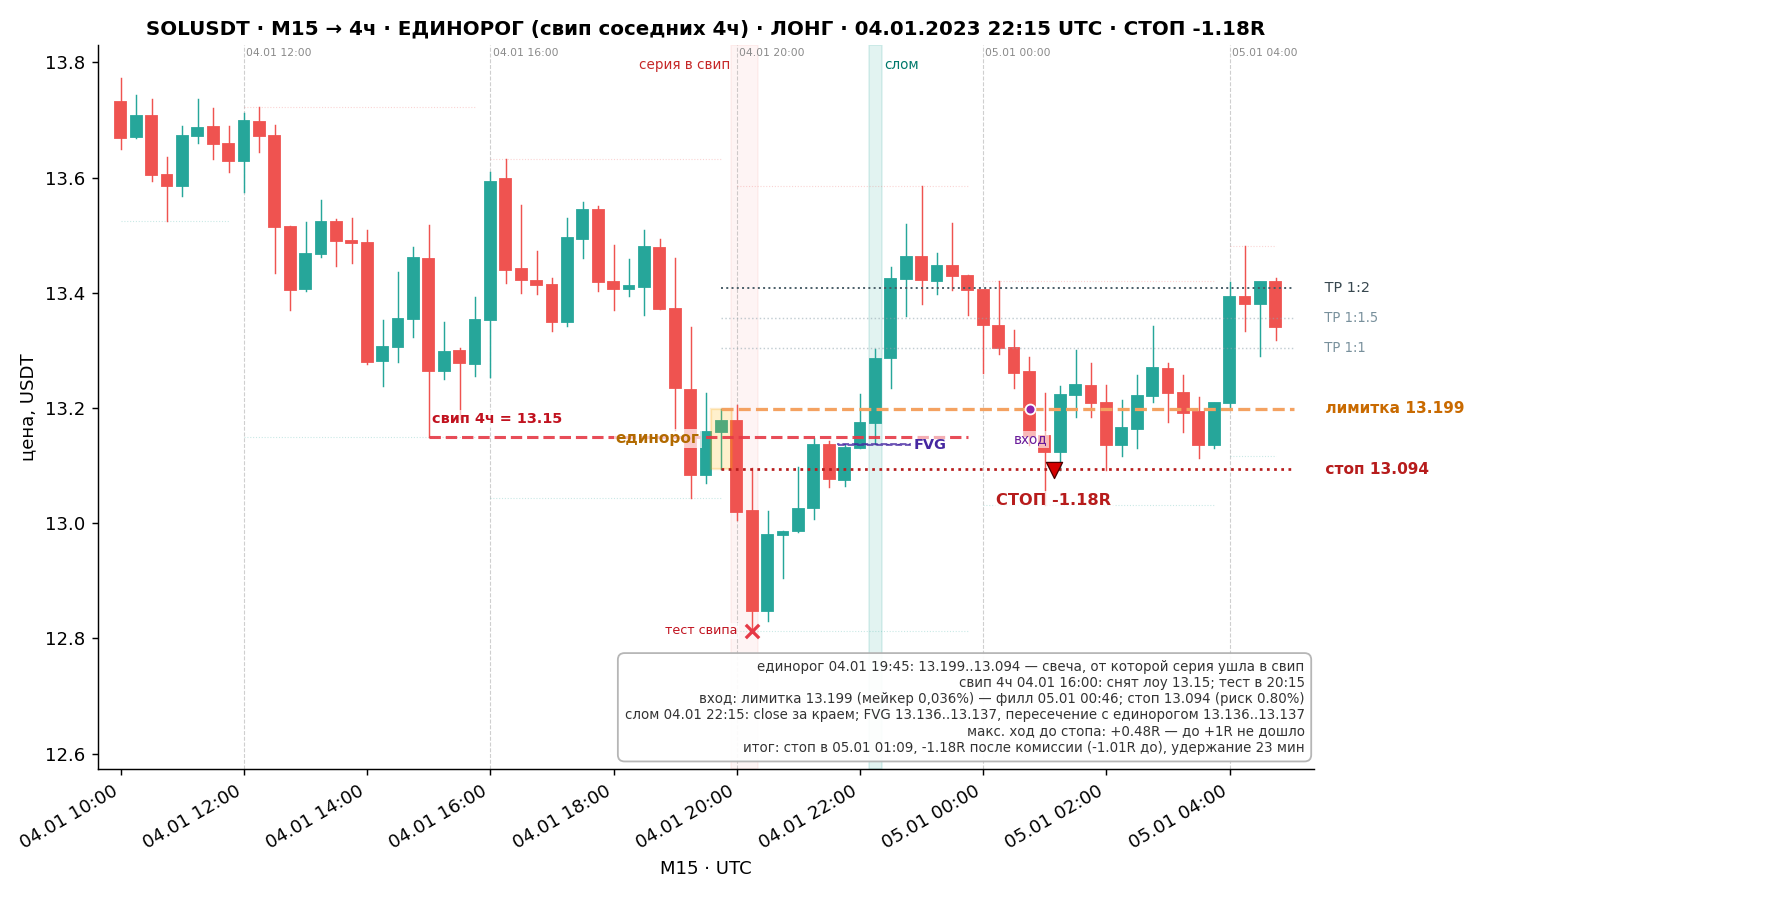 SOLUSDT · M15 → 4ч · ЕДИНОРОГ (свип соседних 4ч) · ЛОНГ · 04.01.2023 22:15 UTC · СТОП -1.18R
04.01 12:00
04.01 16:00
04.01 20:00
05.01 00:00
05.01 04:00
серия в свип
слом
13.8
13.6
13.4
13.2
13.0
12.8
12.6
цена, USDT
TP 1:2
TP 1:1.5
TP 1:1
лимитка 13.199
стоп 13.094
свип 4ч = 13.15
единорог
FVG
вход
СТОП -1.18R
тест свипа
единорог 04.01 19:45: 13.199..13.094 — свеча, от которой серия ушла в свип
свип 4ч 04.01 16:00: снят лоу 13.15; тест в 20:15
вход: лимитка 13.199 (мейкер 0,036%) — филл 05.01 00:46; стоп 13.094 (риск 0.80%)
слом 04.01 22:15: close за краем; FVG 13.136..13.137, пересечение с единорогом 13.136..13.137
макс. ход до стопа: +0.48R — до +1R не дошло
итог: стоп в 05.01 01:09, -1.18R после комиссии (-1.01R до), удержание 23 мин
04.01 10:00
04.01 12:00
04.01 14:00
04.01 16:00
04.01 18:00
04.01 20:00
04.01 22:00
05.01 00:00
05.01 02:00
05.01 04:00
M15 · UTC